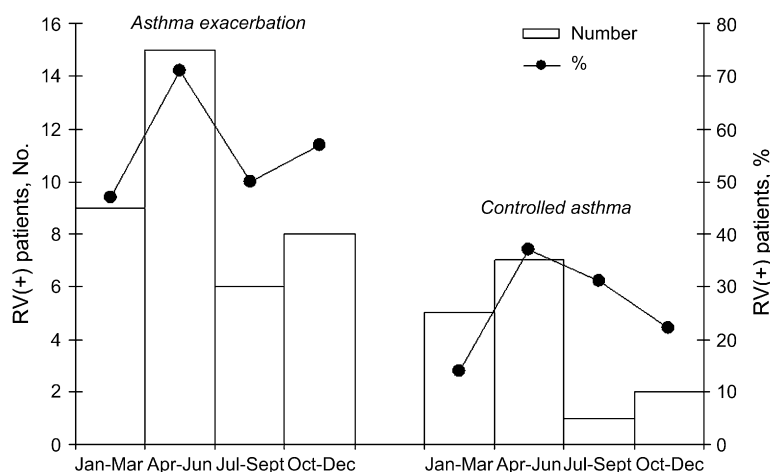 Asthma exacerbation
Controlled asthma
Number
%
RV(+) patients, No.
16
14
12
10
8
6
4
2
0
RV(+) patients, %
80
70
60
50
40
30
20
10
0
Jan-Mar Apr-Jun Jul-Sept Oct-Dec
Jan-Mar Apr-Jun Jul-Sept Oct-Dec